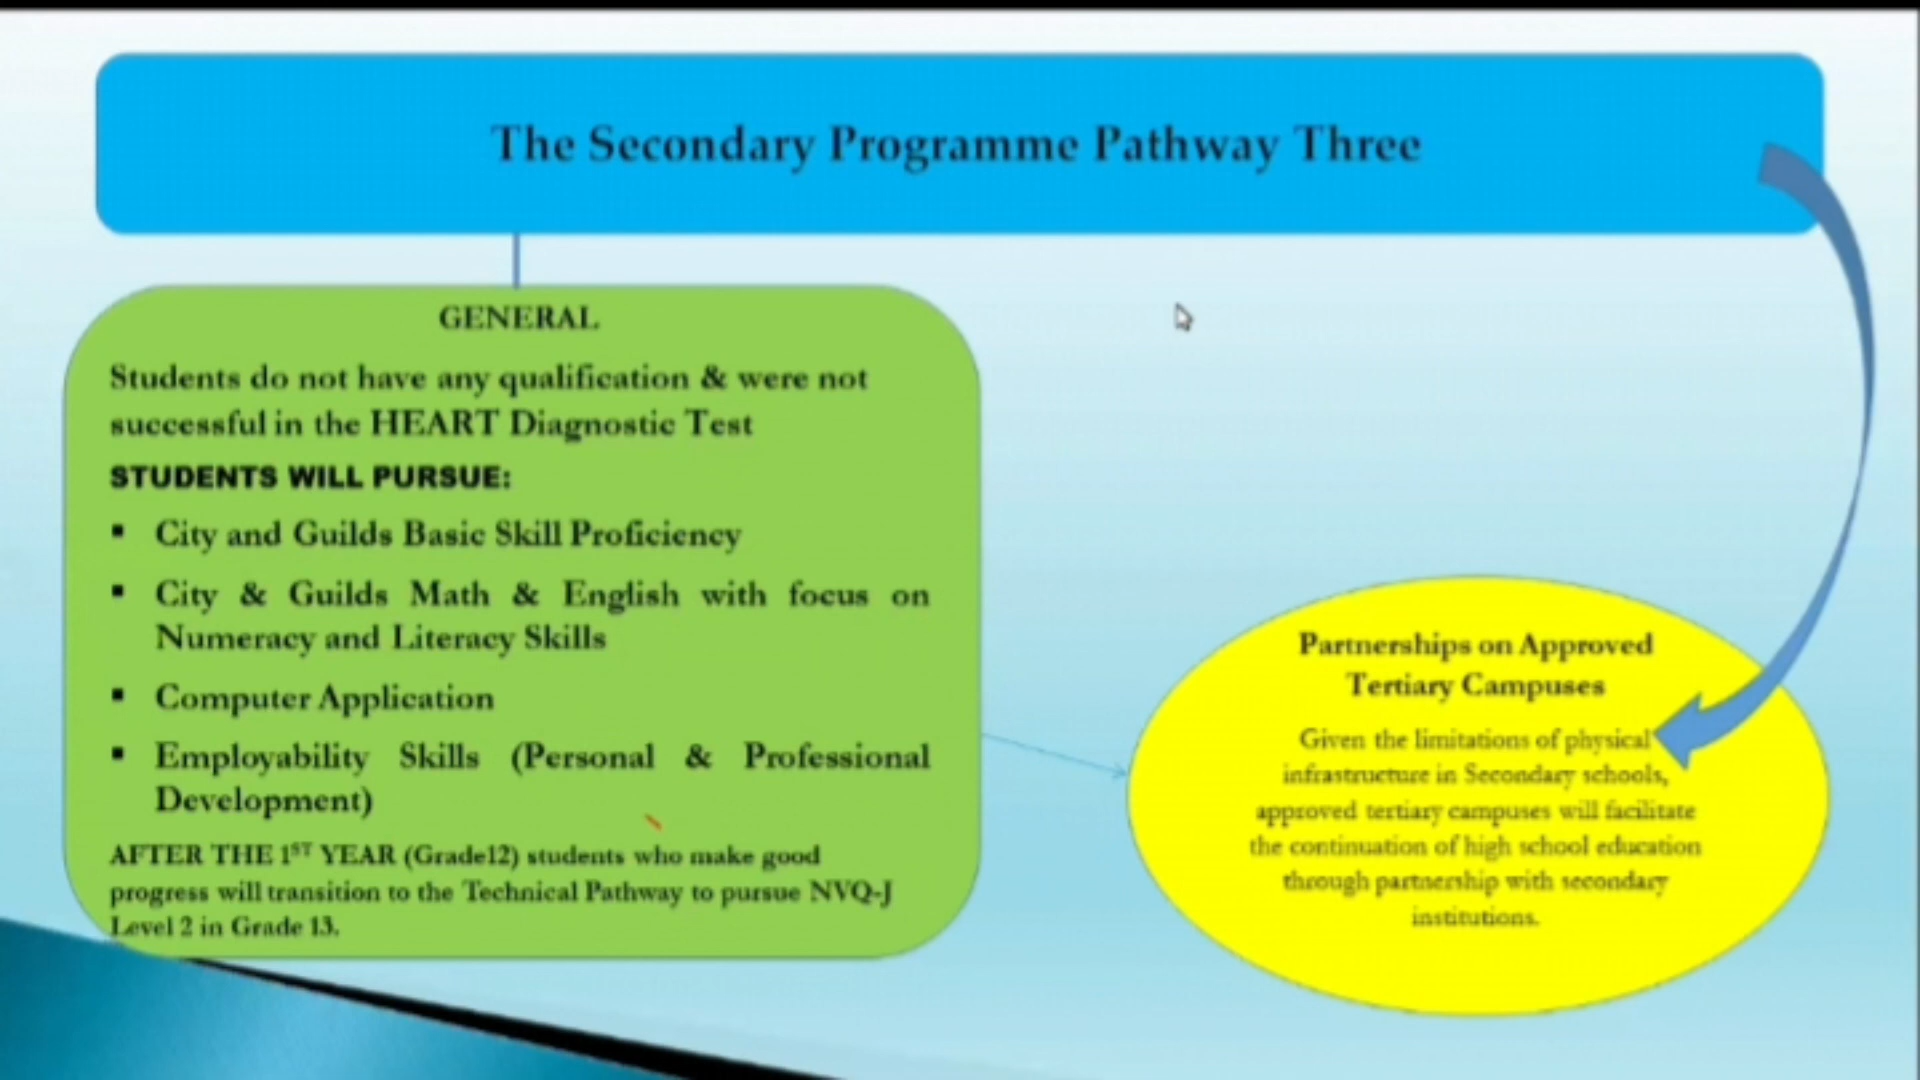 The Secondary Programme Pathway Three
GENERAL
Students do not have any qualification & were not
successful in the HEART Diagnostic Test
STUDENTS WILL PURSUE:
▪ City and Guilds Basic Skill Proficiency
▪ City & Guilds Math & English with focus on
Numeracy and Literacy Skills
▪ Computer Application
▪ Employability Skills (Personal & Professional
Development)
AFTER THE 1ST YEAR (Grade12) students who make good
progress will transition to the Technical Pathway to pursue NVQ-J
Level 2 in Grade 13.
Partnerships on Approved
Tertiary Campuses
Given the limitations of physical
infrastructure in Secondary schools,
approved tertiary campuses will facilitate
the continuation of high school education
through partnership with secondary
institutions.